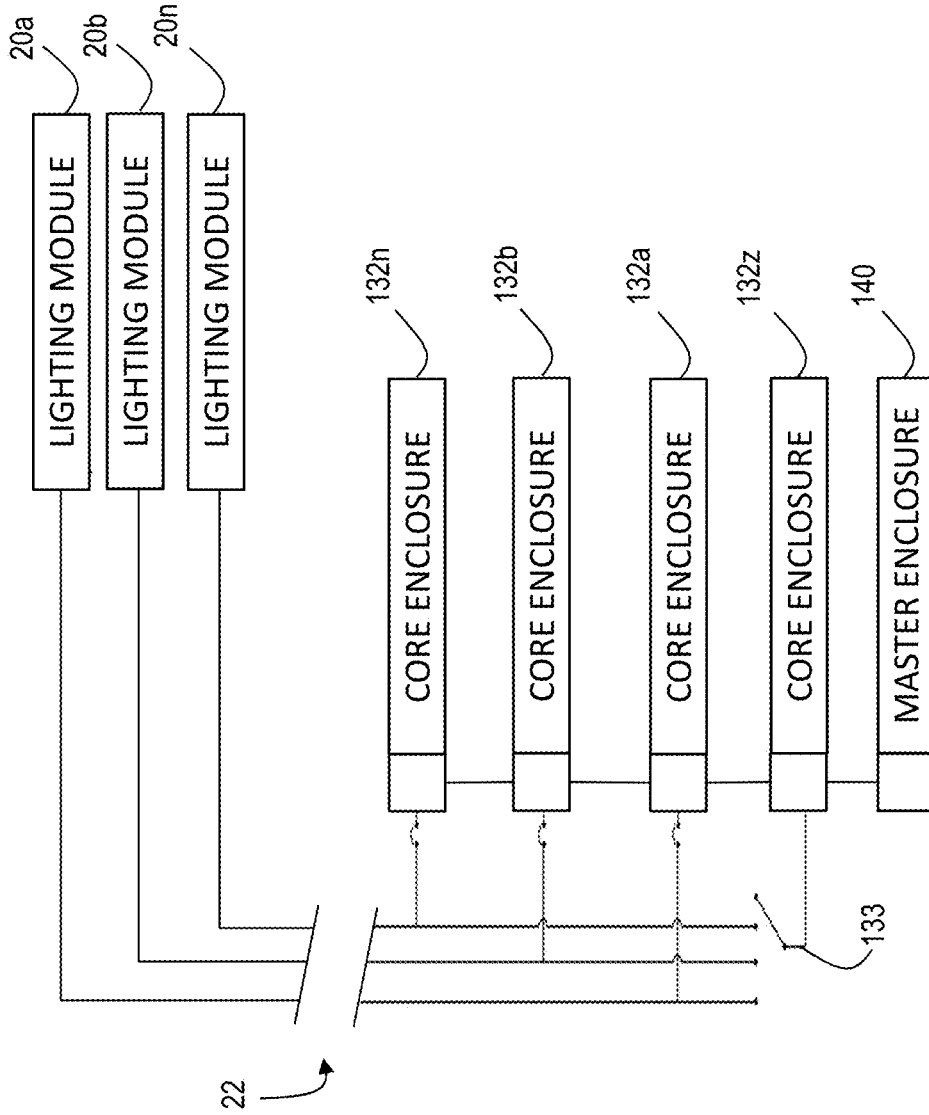 LIGHTING MODULE
20a
LIGHTING MODULE
20b
LIGHTING MODULE
20n
CORE ENCLOSURE
132n
CORE ENCLOSURE
132b
CORE ENCLOSURE
132a
CORE ENCLOSURE
132z
MASTER ENCLOSURE
140
133
22